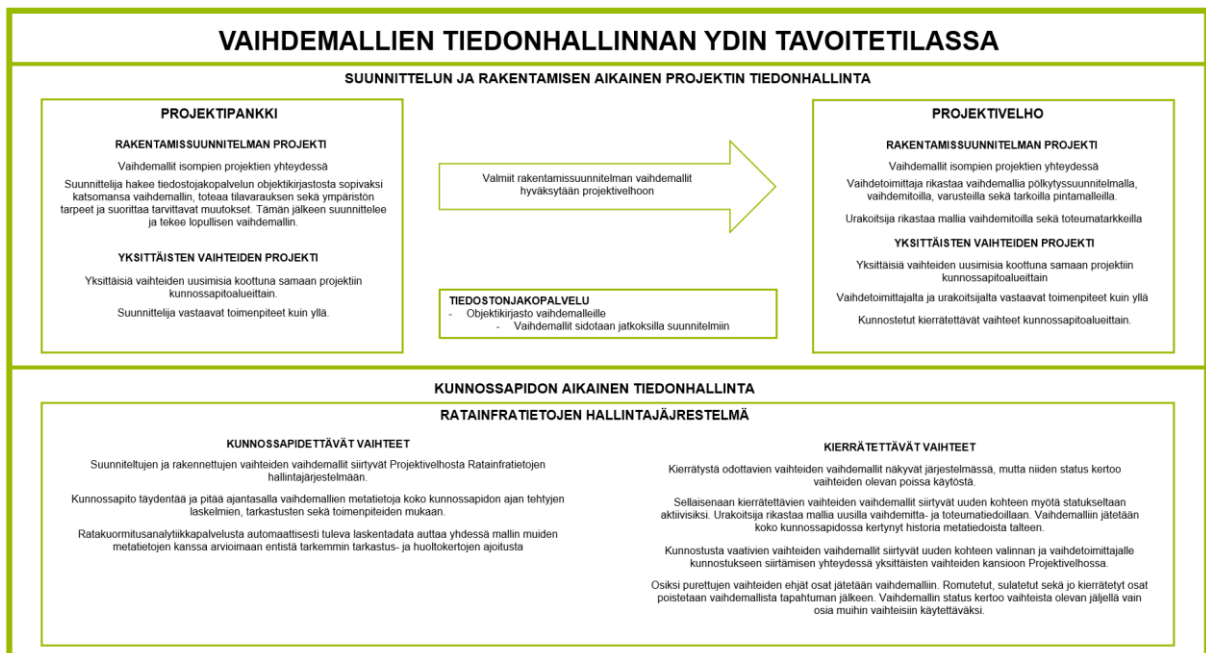 VAIHDEMALLIEN TIEDONHALLINNAN YDIN TAVOITETILASSA
SUUNNITTELUN JA RAKENTAMISEN AIKAINEN PROJEKTIN TIEDONHALLINTA
PROJEKTIPANKKI
RAKENTAMISSUUNNITELMAN PROJEKTI
Vaihdemallit isompien projektien yhteydessä
Suunnittelija hakee tiedostojakopalvelun objektikirjastosta sopivaksi
katsomansa vaihdemallin, toteaa tilavarauksen sekä ympäristön
tarpeet ja suorittaa tarvittavat muutokset. Tämän jälkeen suunnittelee
ja tekee lopullisen vaihdemallin.
YKSITTÄISTEN VAIHTEIDEN PROJEKTI
Yksittäisiä vaihteiden uusimisia koottuna samaan projektiin
kunnossapitoalueittain.
Suunnittelija vastaavat toimenpiteet kuin yllä.
Valmiit rakentamissuunnitelman vaihdemallit
hyväksytään projektivelhoon
TIEDOSTONJAKOPALVELU
- Objektikirjasto vaihdemalleille
- Vaihdemallit sidotaan jatkoksilla suunnitelmiin
PROJEKTIVELHO
RAKENTAMISSUUNNITELMAN PROJEKTI
Vaihdemallit isompien projektien yhteydessä
Vaihdetoimittaja rikastaa vaihdemallia pölkytyssuunnitelmalla,
vaihdemitoilla, varusteilla sekä tarkoilla pintamalleilla.
Urakoitsija rikastaa mallia vaihdemitoilla sekä toteumatarkkeilla
YKSITTÄISTEN VAIHTEIDEN PROJEKTI
Yksittäisiä vaihteiden uusimisia koottuna samaan projektiin
kunnossapitoalueittain
Vaihdetoimittajalta ja urakoitsijalta vastaavat toimenpiteet kuin yllä
Kunnostetut kierrätettävät vaihteet kunnossapitoalueittain.
KUNNOSSAPIDON AIKAINEN TIEDONHALLINTA
RATAINFRATIETOJEN HALLINTAJÄJRESTELMÄ
KUNNOSSAPIDETTÄVÄT VAIHTEET
Suunniteltujen ja rakennettujen vaihteiden vaihdemallit siirtyvät Projektivelhosta Ratainfratietojen
hallintajärjestelmään.
Kunnossapito täydentää ja pitää ajantasalla vaihdemallien metatietoja koko kunnossapidon ajan tehtyjen
laskelmien, tarkastusten sekä toimenpiteiden mukaan.
Ratakuormitusanalytiikkapalvelusta automaattisesti tuleva laskentadata auttaa yhdessä mallin muiden
metatietojen kanssa arvioimaan entistä tarkemmin tarkastus- ja huoltokertojen ajoitusta
KIERRÄTETTÄVÄT VAIHTEET
Kierrätystä odottavien vaihteiden vaihdemallit näkyvät järjestelmässä, mutta niiden status kertoo
vaihteiden olevan poissa käytöstä.
Sellaisenaan kierrätettävien vaihteiden vaihdemallit siirtyvät uuden kohteen myötä statukseltaan
aktiivisiksi. Urakoitsija rikastaa mallia uusilla vaihdemitta- ja toteumatiedoillaan. Vaihdemalliin jätetään
koko kunnossapidossa kertynyt historia metatiedoista talteen.
Kunnostusta vaativien vaihteiden vaihdemallit siirtyvät uuden kohteen valinnan ja vaihdetoimittajalle
kunnostukseen siirtämisen yhteydessä yksittäisten vaihteiden kansioon Projektivelhossa.
Osiksi purettujen vaihteiden ehjät osat jätetään vaihdemalliin. Romutetut, sulatetut sekä jo kierrätetyt osat
poistetaan vaihdemallista tapahtuman jälkeen. Vaihdemallin status kertoo vaihteista olevan jäljellä vain
osia muihin vaihteisiin käytettäväksi.